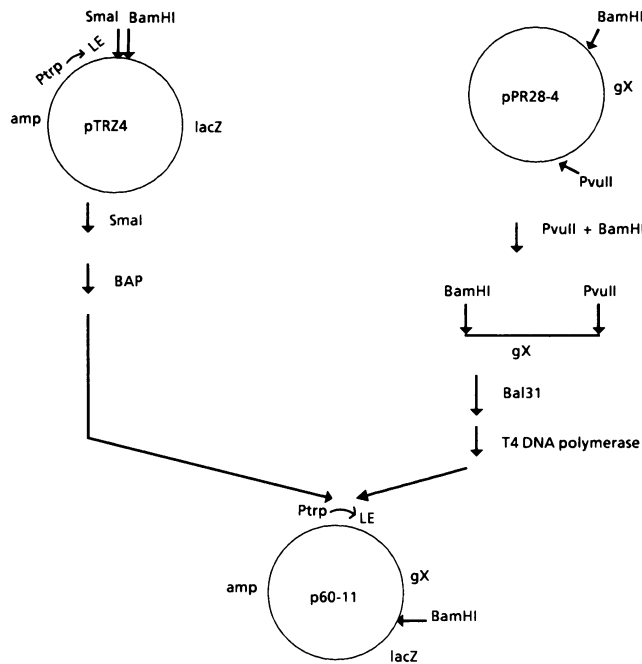 SmaI BamHI
Ptrp LE
amp
pTRZ4
lacZ
SmaI
BAP
BamHI
gX
pPR28-4
PvuII
PvuII + BamHI
BamHI PvuII
gX
Bal31
T4 DNA polymerase
Ptrp LE
amp
gX
p60-11
BamHI
lacZ